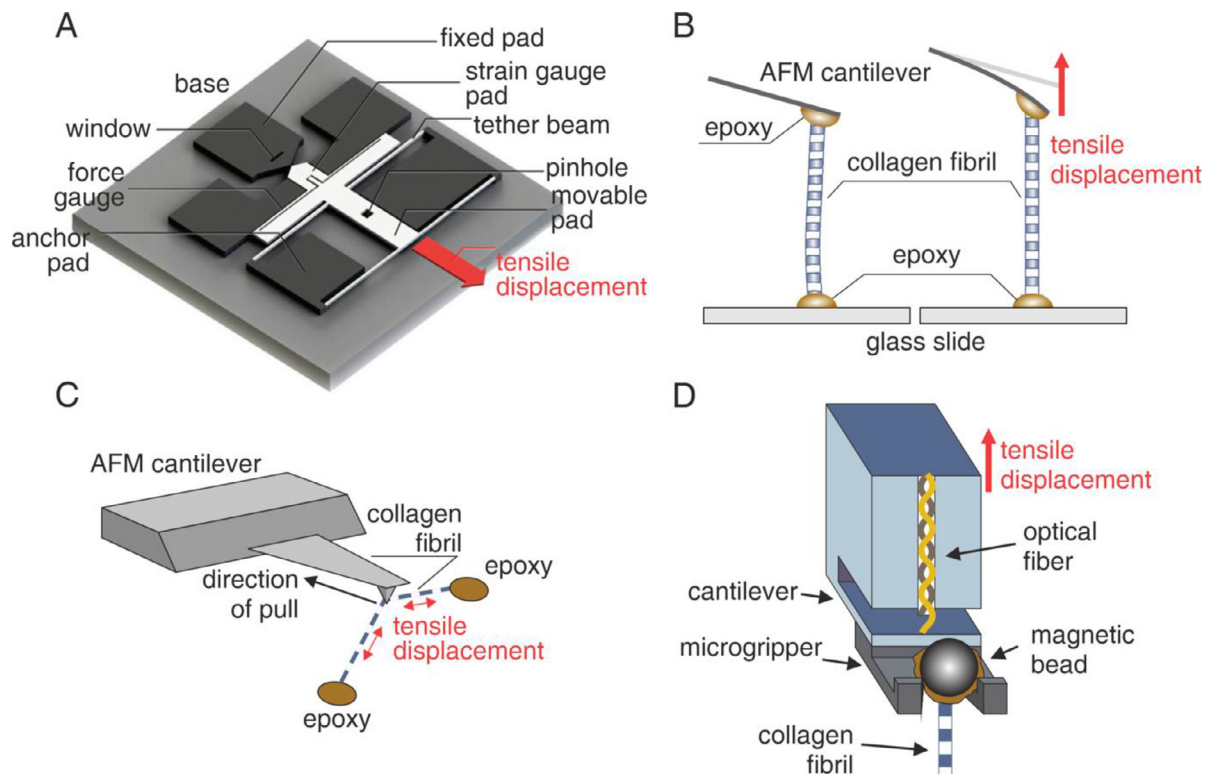 A
fixed pad
base
strain gauge
pad
window
tether beam
pinhole
force
gauge
movable
pad
anchor
pad
tensile
displacement
B
AFM cantilever
epoxy
tensile
displacement
collagen fibril
epoxy
glass slide
C
AFM cantilever
collagen
fibril
epoxy
direction
of pull
tensile
displacement
epoxy
D
tensile
displacement
optical
fiber
cantilever
magnetic
bead
microgripper
collagen
fibril